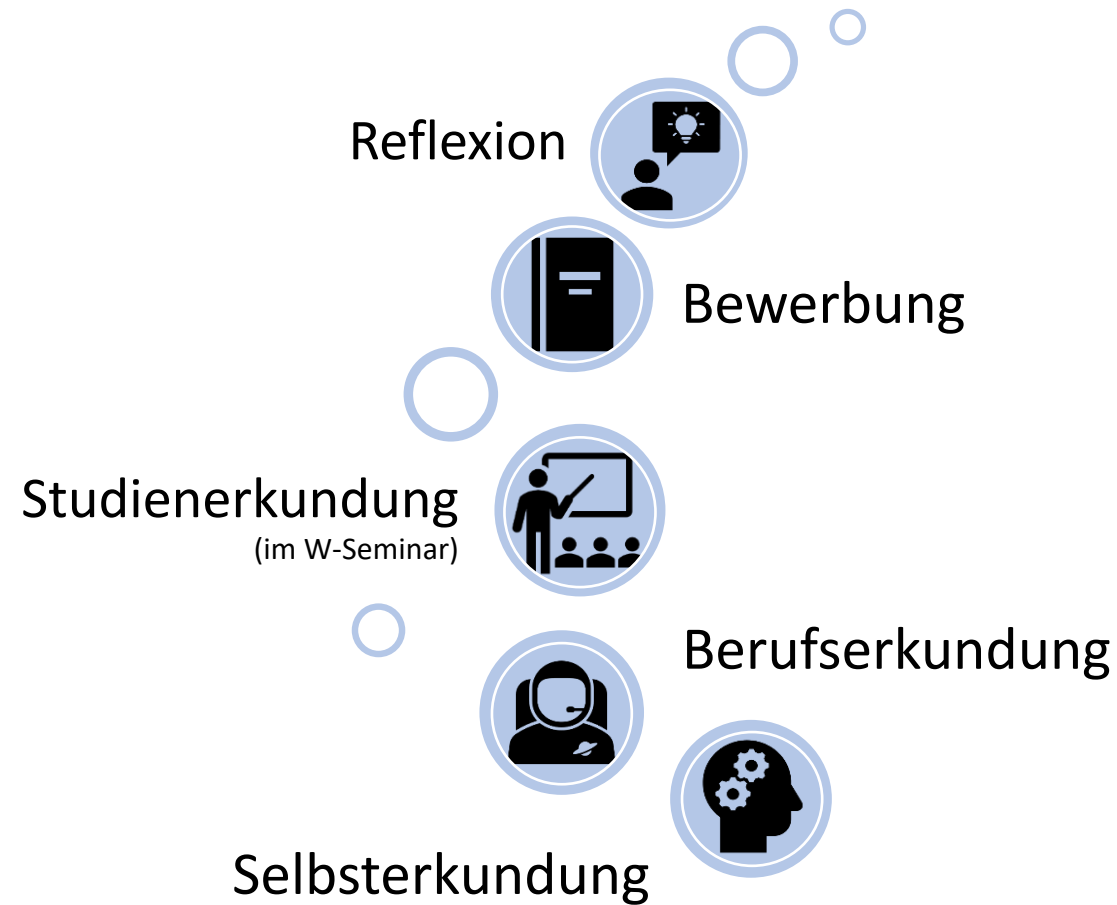 Reflexion
Bewerbung
Studienerkundung
(im W-Seminar)
Berufserkundung
Selbsterkundung